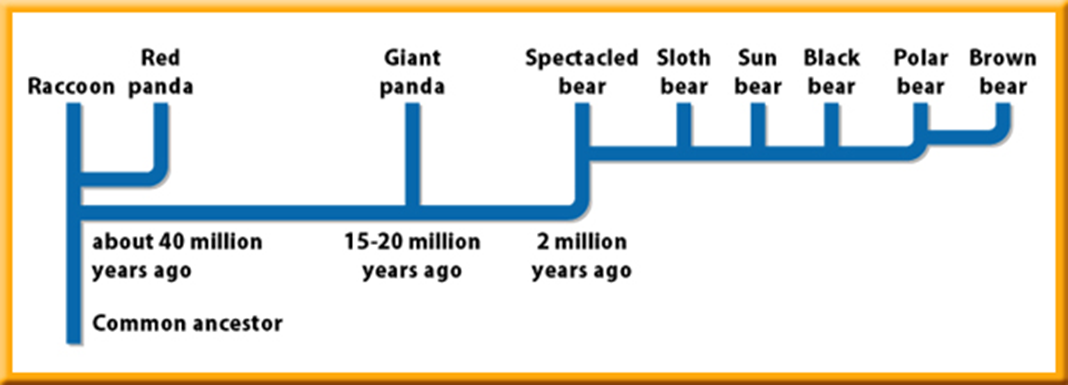 Raccoon
Red
panda
Giant
panda
Spectacled
bear
Sloth
bear
Sun
bear
Black
bear
Polar
bear
Brown
bear
about 40 million
years ago
15-20 million
years ago
2 million
years ago
Common ancestor